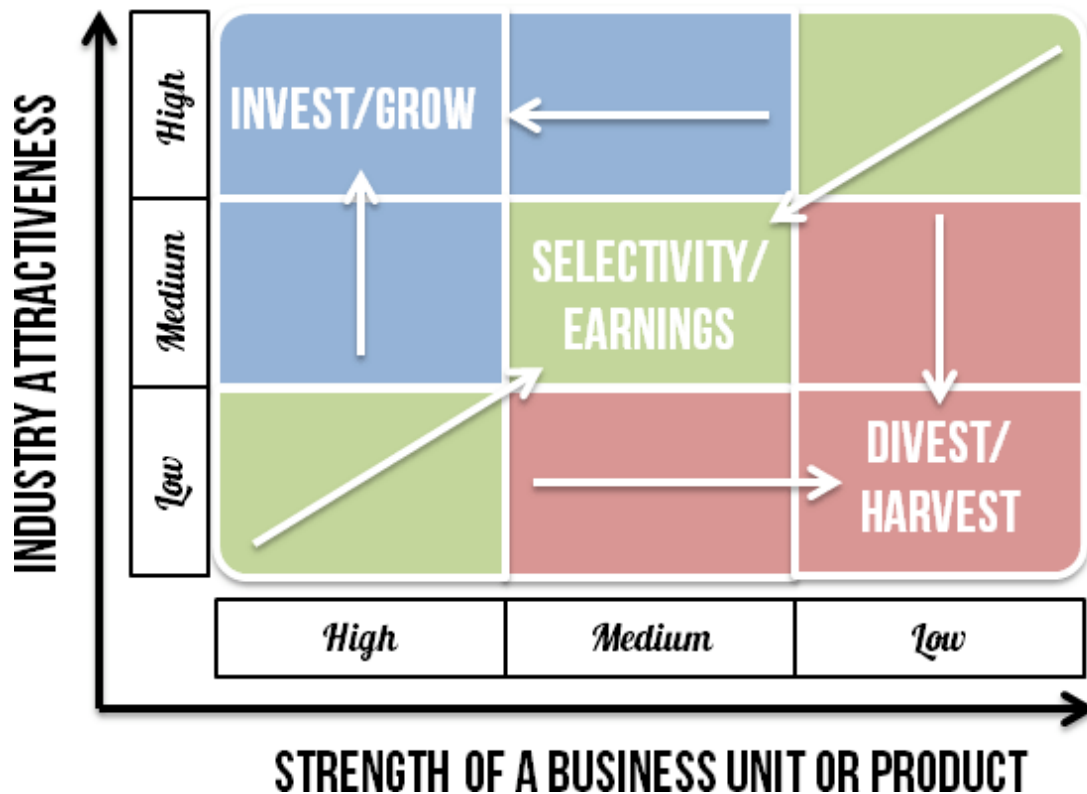 INDUSTRY ATTRACTIVENESS
High
Medium
Low
INVEST/GROW
SELECTIVITY/
EARNINGS
DIVEST/
HARVEST
High
Medium
Low
STRENGTH OF A BUSINESS UNIT OR PRODUCT